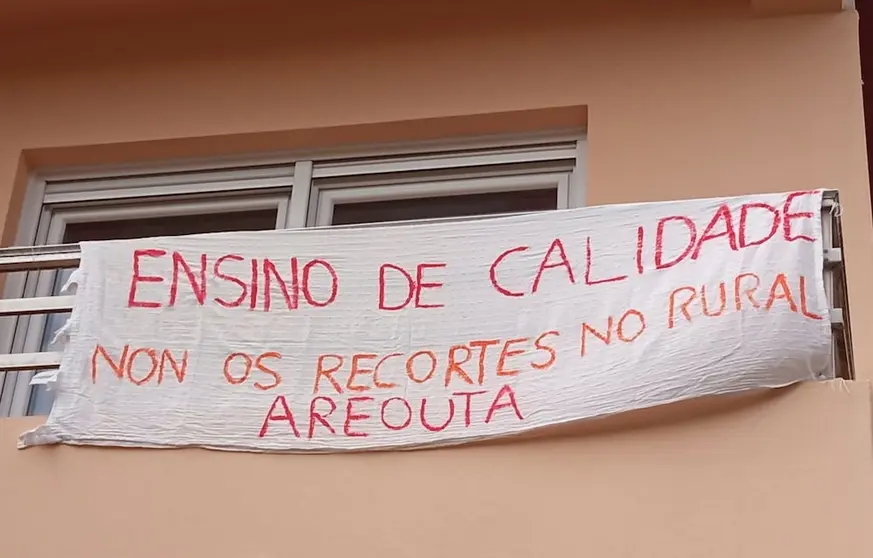 ENSINO DE CALIDADE
NON OS RECORTES NO RURAL
AREOUTA